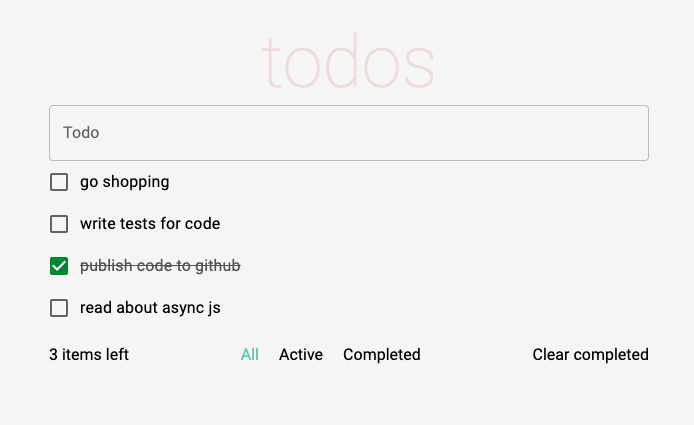 todos
Todo
go shopping
write tests for code
publish code to github
read about async js
3 items left All Active Completed Clear completed